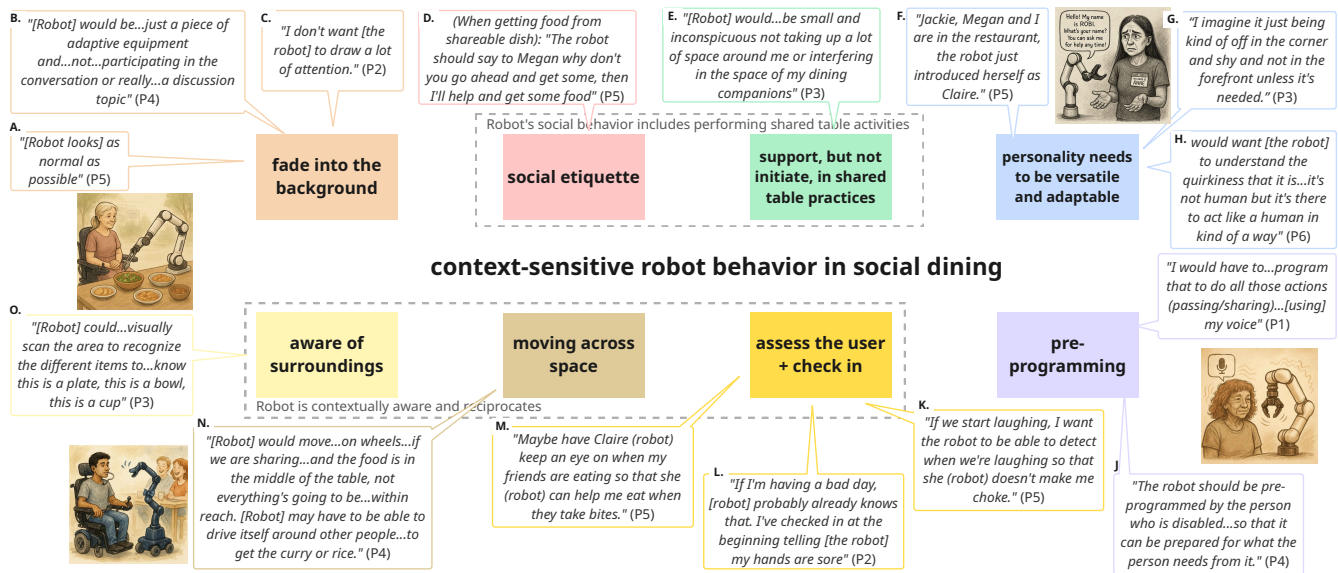 B.
"[Robot] would be...just a piece of
adaptive equipment
and...not...participating in the
conversation or really...a discussion
topic" (P4)
C.
"I don't want [the
robot] to draw a lot
of attention." (P2)
D.
(When getting food from
shareable dish): "The robot
should say to Megan why don't
you go ahead and get some, then
I'll help and get some food" (P5)
E.
"[Robot] would...be small and
inconspicuous not taking up a lot
of space around me or interfering
in the space of my dining
companions" (P3)
F.
"Jackie, Megan and I
are in the restaurant,
the robot just
introduced herself as
Claire." (P5)
Hello! My name
is ROBI.
What's your name?
You can ask me
for help any time!
G.
"I imagine it just being
kind of off in the corner
and shy and not in the
forefront unless it's
needed." (P3)
A.
"[Robot looks] as
normal as
possible" (P5)
fade into the
background
Robot's social behavior includes performing shared table activities
social etiquette
support, but not
initiate, in shared
table practices
personality needs
to be versatile
and adaptable
H.
would want [the robot]
to understand the
quirkiness that it is...it's
not human but it's there
to act like a human in
kind of a way" (P6)
context-sensitive robot behavior in social dining
"I would have to...program
that to do all those actions
(passing/sharing)...[using]
my voice" (P1)
O.
"[Robot] could...visually
scan the area to recognize
the different items to...know
this is a plate, this is a bowl,
this is a cup" (P3)
aware of
surroundings
moving across
space
assess the user
+ check in
pre-
programming
Robot is contextually aware and reciprocates
N.
"[Robot] would move...on wheels...if
we are sharing...and the food is in
the middle of the table, not
everything's going to be...within
reach. [Robot] may have to be able to
drive itself around other people...to
get the curry or rice." (P4)
M.
"Maybe have Claire (robot)
keep an eye on when my
friends are eating so that she
(robot) can help me eat when
they take bites." (P5)
L.
"If I'm having a bad day,
[robot] probably already knows
that. I've checked in at the
beginning telling [the robot]
my hands are sore" (P2)
K.
"If we start laughing, I want
the robot to be able to detect
when we're laughing so that
she (robot) doesn't make me
choke." (P5)
J
"The robot should be pre-
programmed by the person
who is disabled...so that it
can be prepared for what the
person needs from it." (P4)